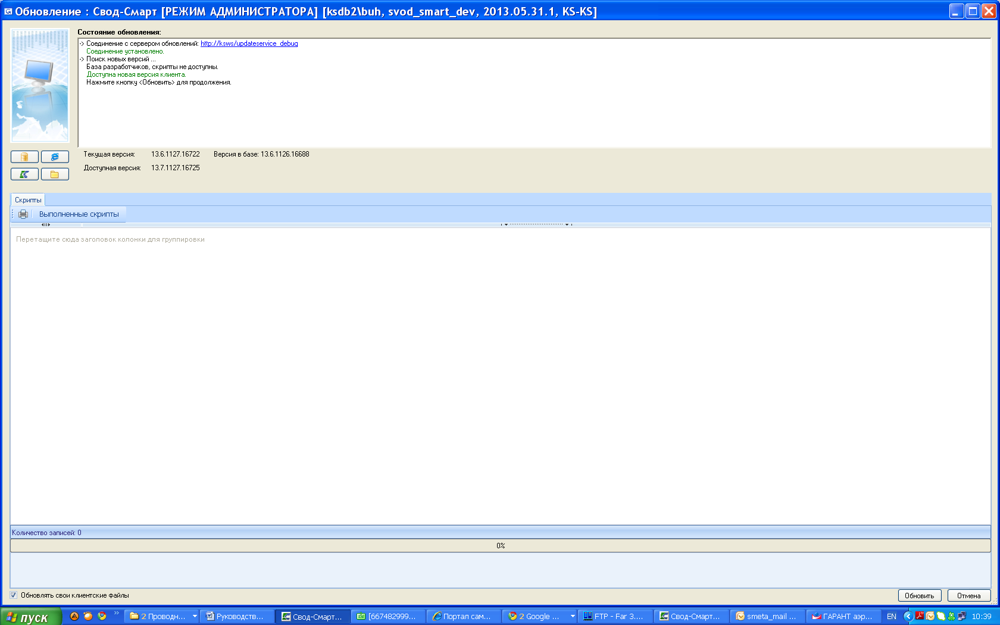 Обновление : Свод-Смарт [РЕЖИМ АДМИНИСТРАТОРА] [ksdb2\buh, svod_smart_dev, 2013.05.31.1, KS-KS]
Состояние обновления:
-> Соединение с сервером обновлений: http://ksws/updateservice_debug
Соединение установлено.
-> Поиск новых версий ...
База разработчиков, скрипты не доступны.
Доступна новая версия клиента.
Нажмите кнопку <Обновить> для продолжения.
Текущая версия: 13.6.1127.16722 Версия в базе: 13.6.1126.16688
Доступная версия: 13.7.1127.16725
Скрипты
Выполненные скрипты
Перетащите сюда заголовок колонки для группировки
Количество записей: 0
0%
Обновлять свои клиентские файлы
Обновить Отмена
пуск 2 Проводн... Руководств... Свод-Смарт... [667482999... Портал сам... 2 Google ... FTP - Far 3.... Свод-Смарт... smeta_mail ... ГАРАНТ аэр... EN 10:39